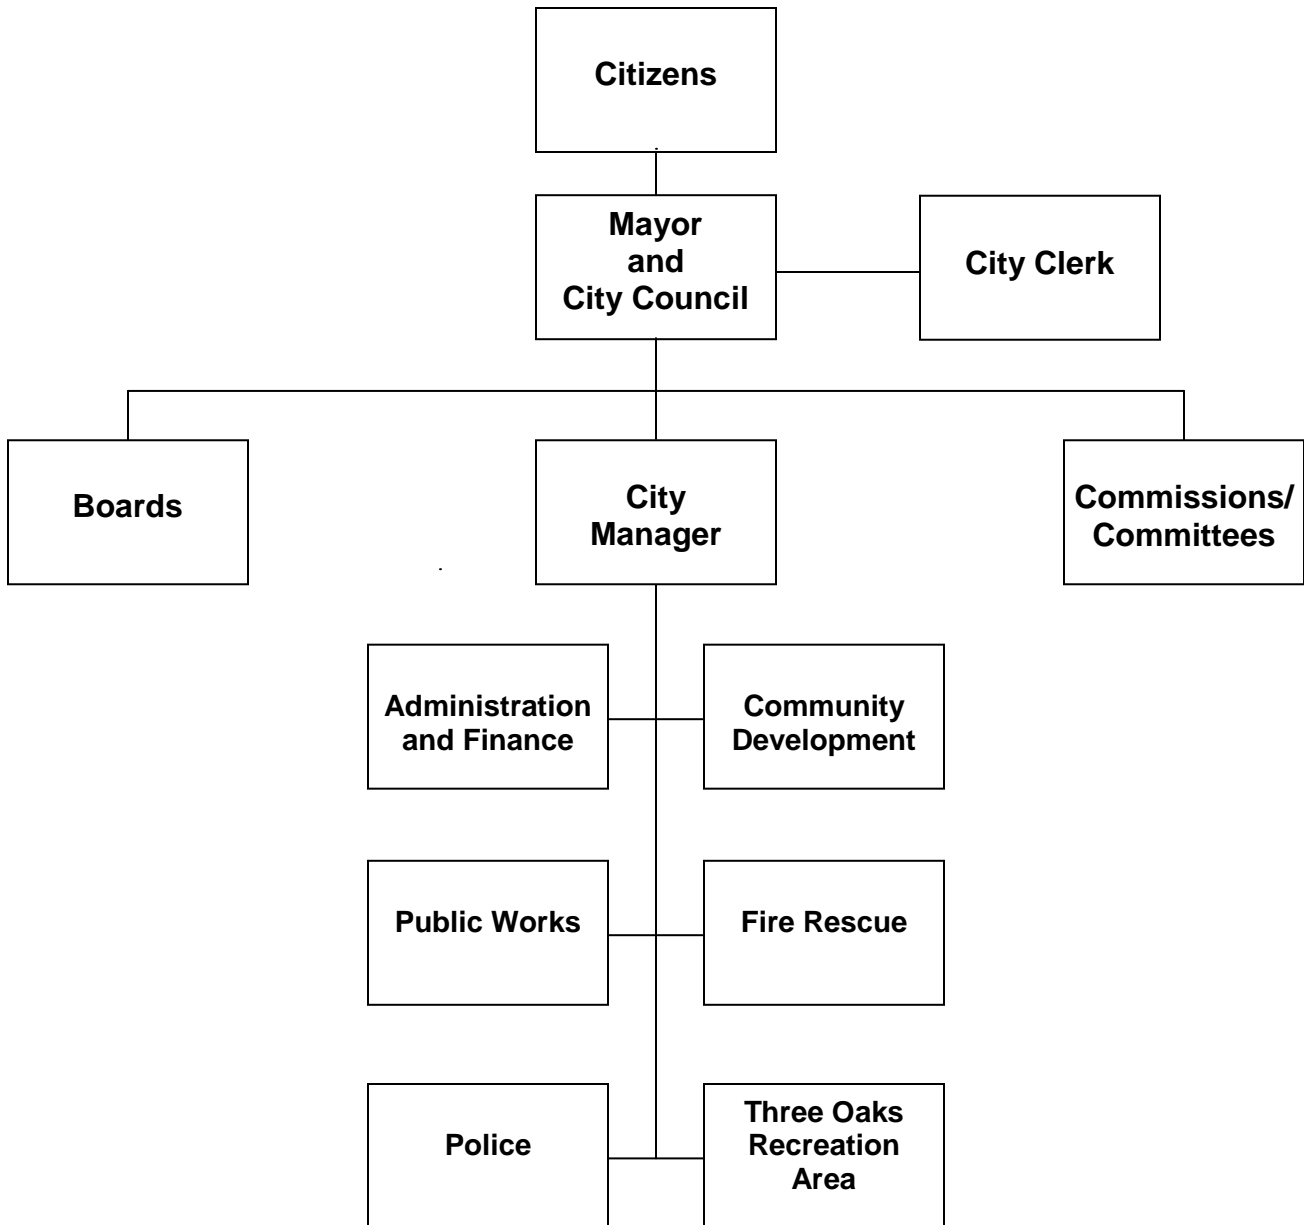 Citizens
Mayor
and
City Council
City Clerk
Boards
City
Manager
Commissions/
Committees
Administration
and Finance
Community
Development
Public Works
Fire Rescue
Police
Three Oaks
Recreation
Area